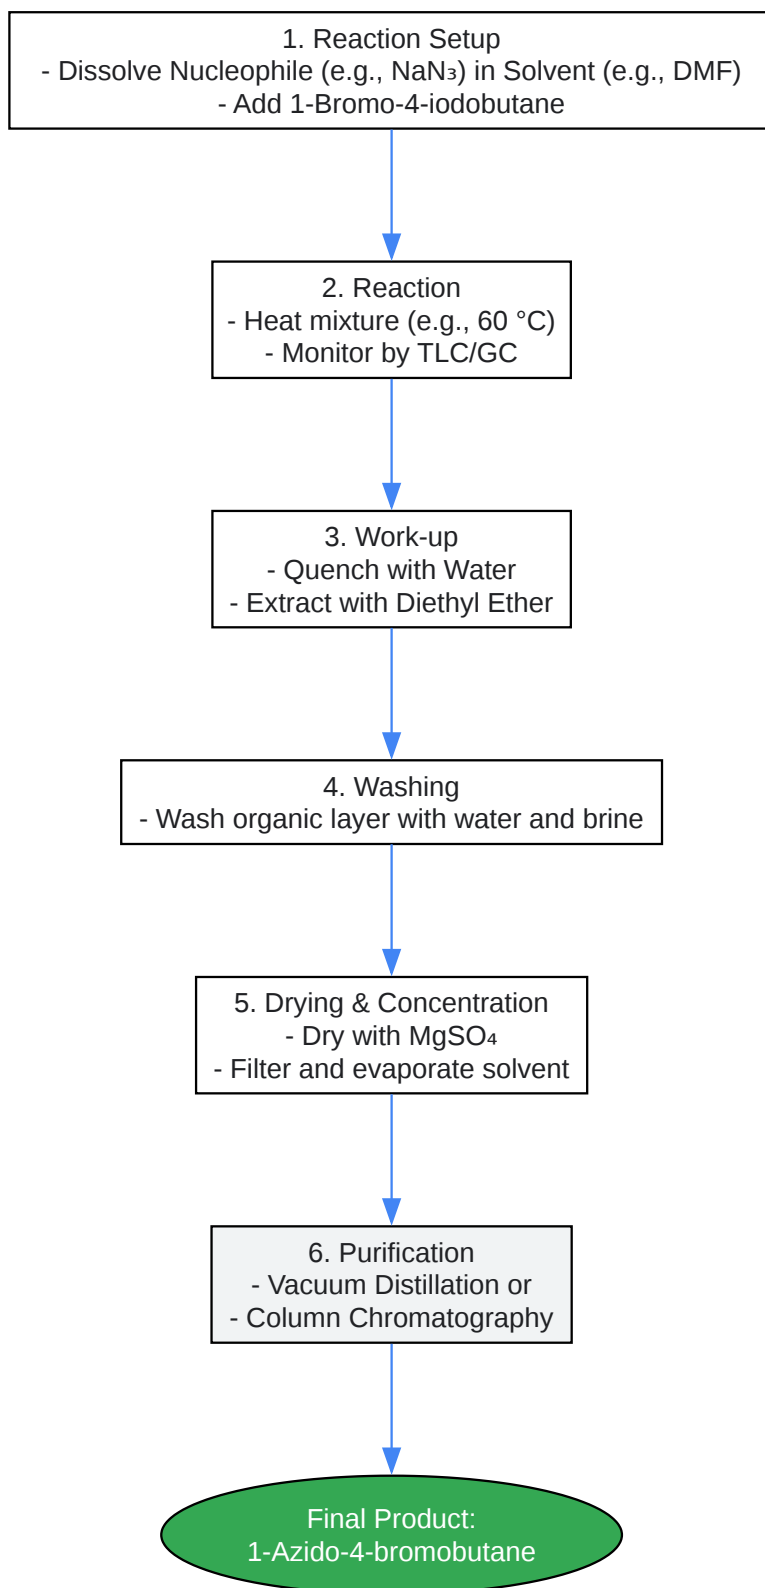 1. Reaction Setup
- Dissolve Nucleophile (e.g., NaN₃) in Solvent (e.g., DMF)
- Add 1-Bromo-4-iodobutane
2. Reaction
- Heat mixture (e.g., 60 °C)
- Monitor by TLC/GC
3. Work-up
- Quench with Water
- Extract with Diethyl Ether
4. Washing
- Wash organic layer with water and brine
5. Drying & Concentration
- Dry with MgSO₄
- Filter and evaporate solvent
6. Purification
- Vacuum Distillation or
- Column Chromatography
Final Product:
1-Azido-4-bromobutane